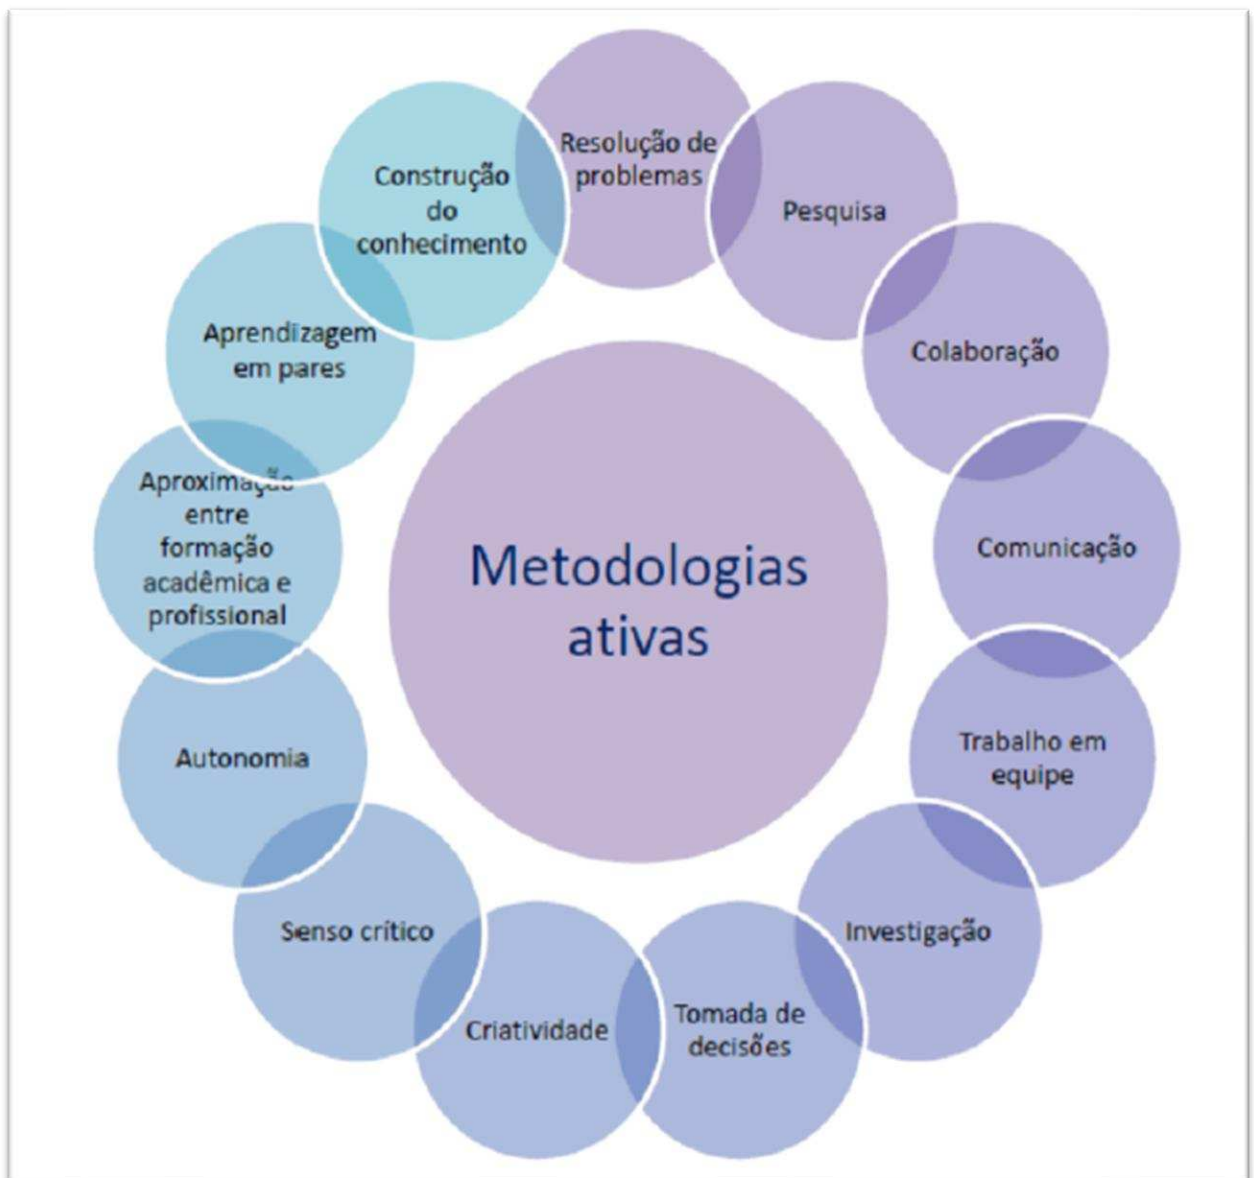 Resolução de
problemas
Pesquisa
Colaboração
Comunicação
Trabalho em
equipe
Investigação
Tomada de
decisões
Criatividade
Senso crítico
Autonomia
Aproximação
entre
formação
acadêmica e
profissional
Aprendizagem
em pares
Construção
do
conhecimento
Metodologias
ativas